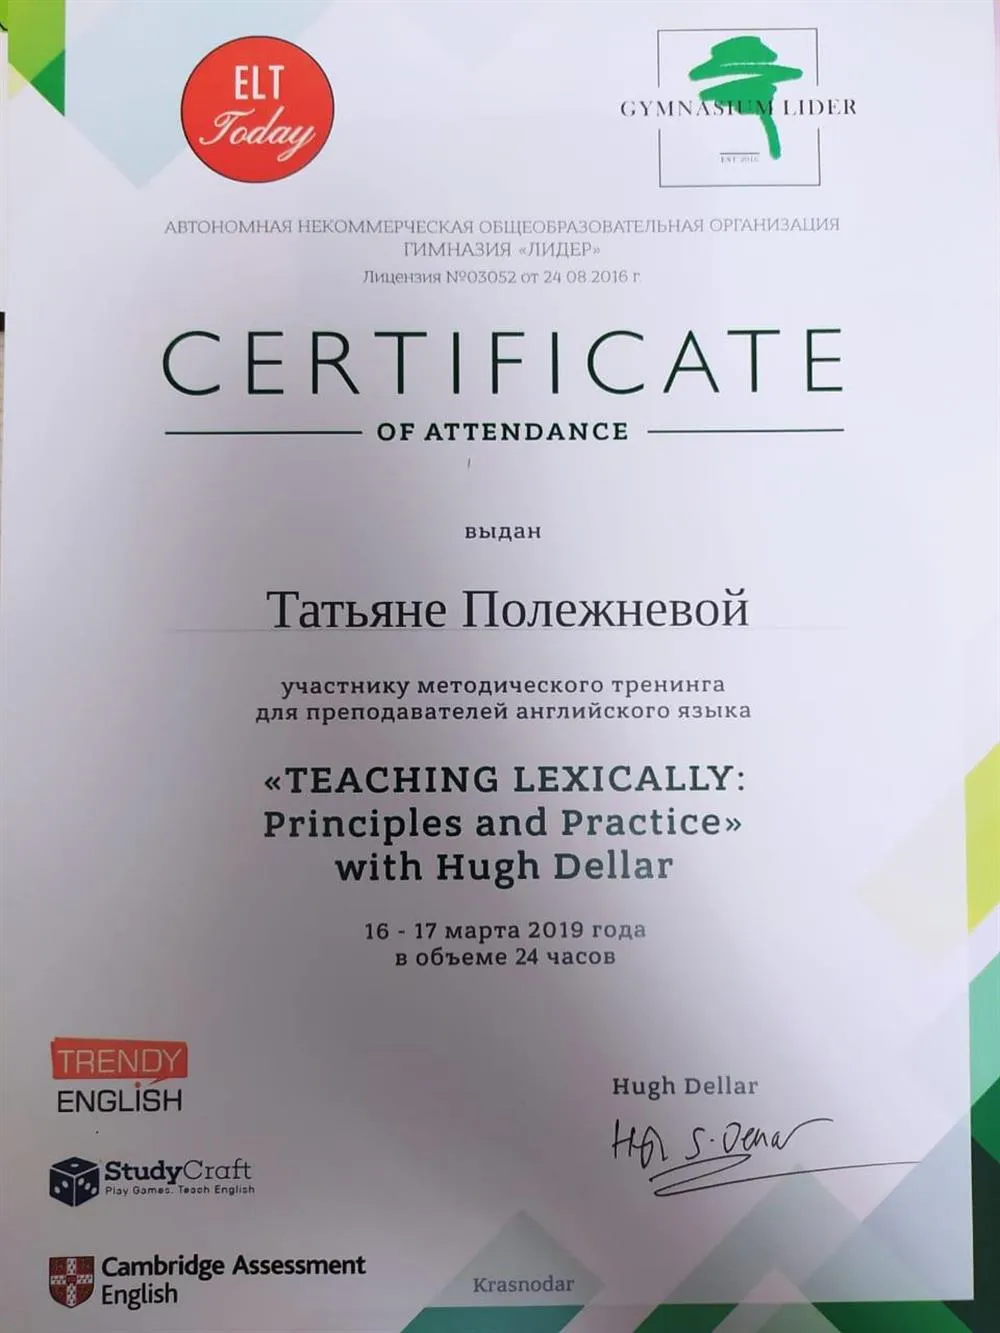 ELT
Today
GYMNASIUM LIDER
EST 2016
АВТОНОМНАЯ НЕКОММЕРЧЕСКАЯ ОБЩЕОБРАЗОВАТЕЛЬНАЯ ОРГАНИЗАЦИЯ
ГИМНАЗИЯ «ЛИДЕР»
Лицензия №03052 от 24 08 2016 г.
CERTIFICATE
OF ATTENDANCE
выдан
Татьяне Полежневой
участнику методического тренинга
для преподавателей английского языка
«TEACHING LEXICALLY:
Principles and Practice»
with Hugh Dellar
16 - 17 марта 2019 года
в объеме 24 часов
TRENDY
ENGLISH
Hugh Dellar
StudyCraft
Play Games. Teach English
Cambridge Assessment
English
Krasnodar